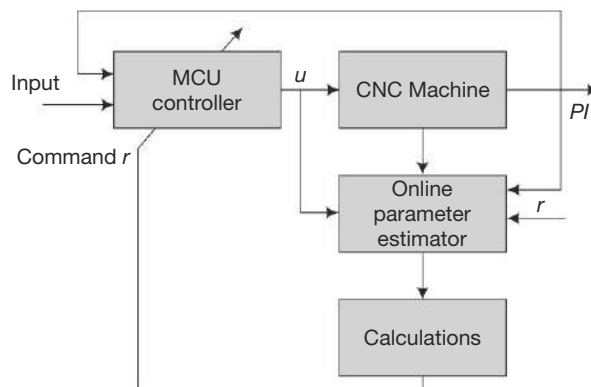 Input
MCU
controller
u
CNC Machine
PI
Command r
Online
parameter
estimator
r
Calculations